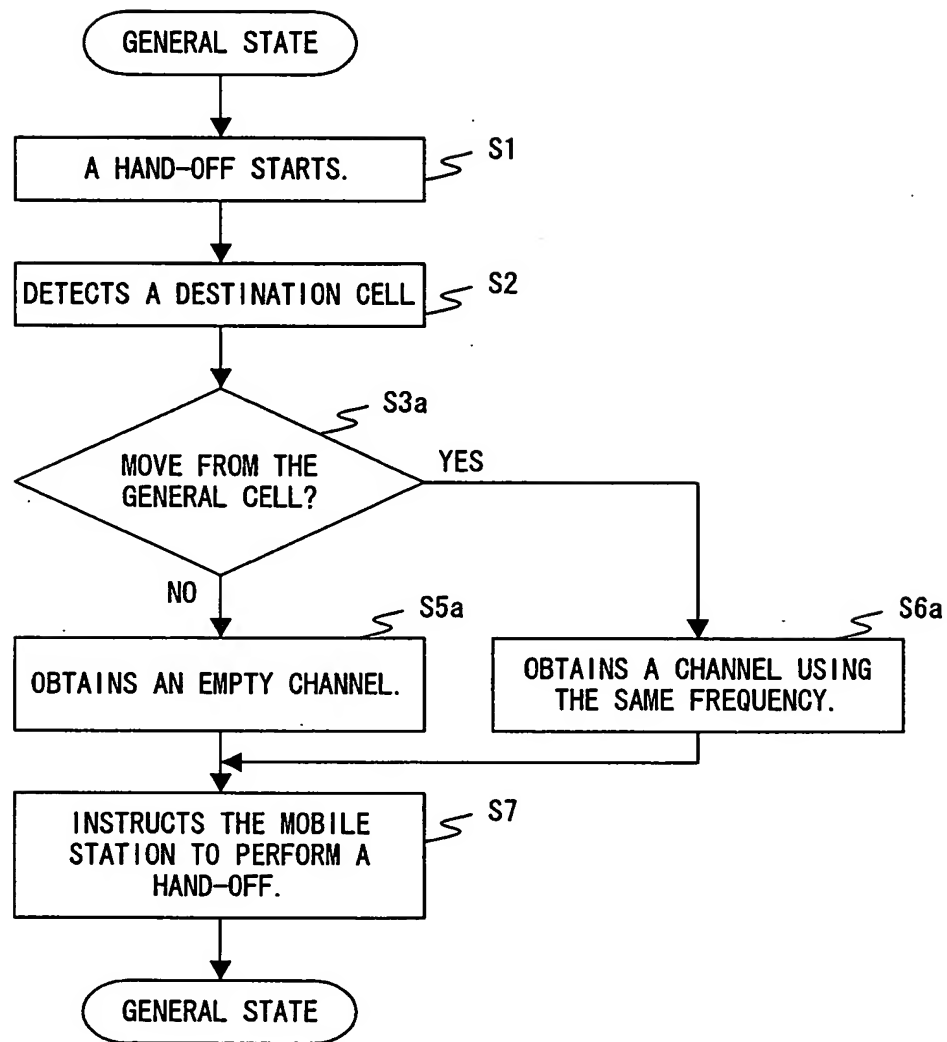 GENERAL STATE
A HAND-OFF STARTS.
S1
DETECTS A DESTINATION CELL
S2
S3a
MOVE FROM THE
GENERAL CELL?
YES
NO
S5a
OBTAINS AN EMPTY CHANNEL.
S6a
OBTAINS A CHANNEL USING
THE SAME FREQUENCY.
INSTRUCTS THE MOBILE
STATION TO PERFORM A
HAND-OFF.
S7
GENERAL STATE